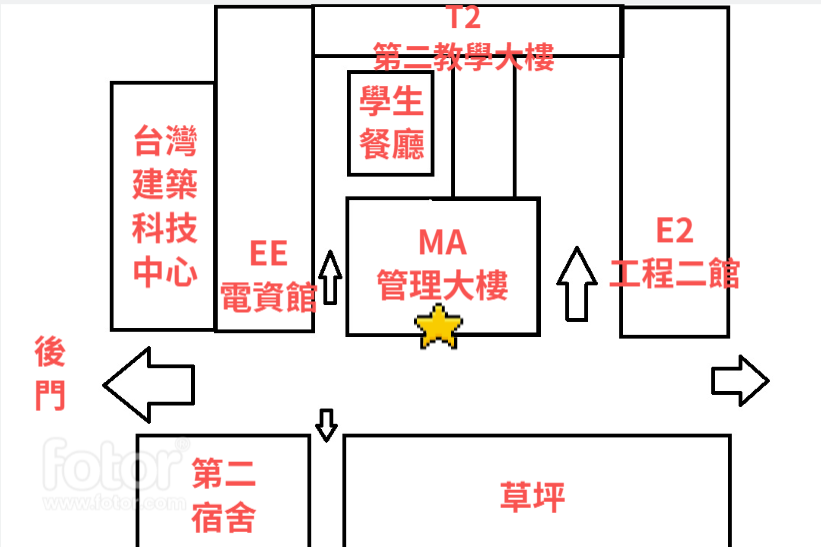 T2
第二教學大樓
學生
餐廳
台灣
建築
科技
中心
EE
電資館
MA
管理大樓
E2
工程二館
後
門
第二
宿舍
草坪
fotor
www.fotor.com